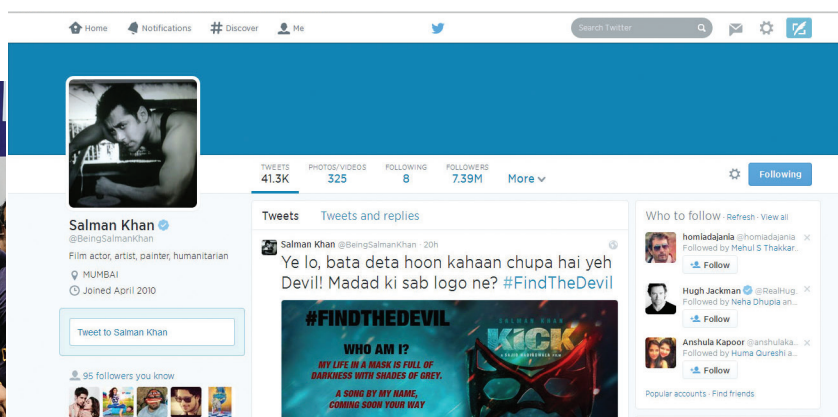 Home Notifications # Discover Me Search Twitter
TWEETS PHOTOS/VIDEOS FOLLOWING FOLLOWERS
41.3K 325 8 7.39M More
Following
Salman Khan
@BeingSalmanKhan
Film actor, artist, painter, humanitarian
MUMBAI
Joined April 2010
Tweet to Salman Khan
95 followers you know
Tweets Tweets and replies
Salman Khan @BeingSalmanKhan · 20h
Ye lo, bata deta hoon kahaan chupa hai yeh
Devil! Madad ki sab logo ne? #FindTheDevil
#FINDTHEDEVIL
WHO AM I?
MY LIFE IN A MASK IS FULL OF
DARKNESS WITH SHADES OF GREY.
A SONG BY MY NAME,
COMING SOON YOUR WAY
SALMAN KHAN
KICK
Who to follow · Refresh · View all
homiadajania @homiadajania
Followed by Mehul S Thakkar...
Follow
Hugh Jackman @RealHug...
Followed by Neha Dhupia an...
Follow
Anshula Kapoor @anshulaka...
Followed by Huma Qureshi a...
Follow
Popular accounts · Find friends